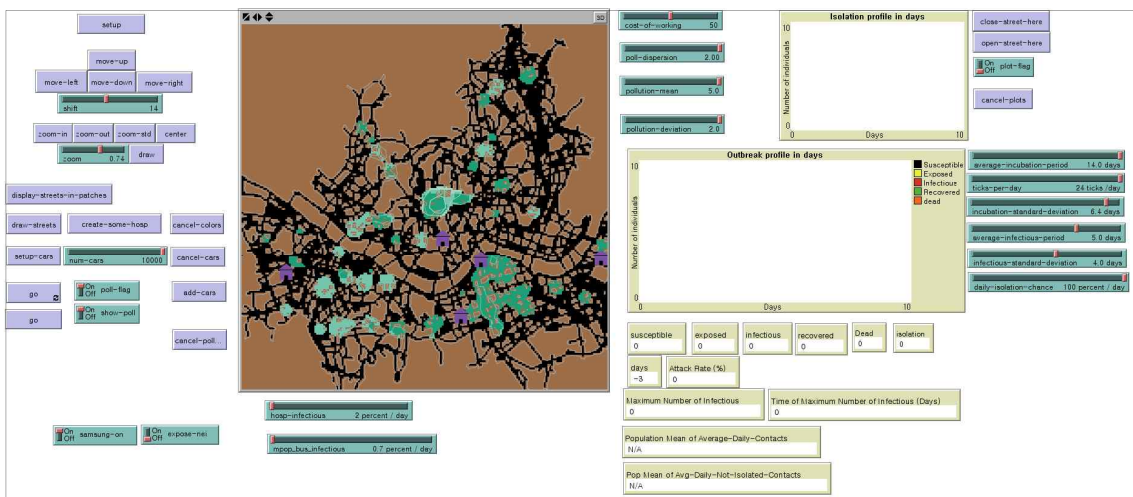 setup
3D
cost-of-working 50
Isolation profile in days
close-street-here
open-street-here
move-up
poll-dispersion 2.00
10
On
Off plot-flag
move-left move-down move-right
Number of individuals
shift 14
pollution-mean 5.0
cancel-plots
zoom-in zoom-out zoom-std center
pollution-deviation 2.0
0
0 Days 10
zoom 0.74 draw
Outbreak profile in days
average-incubation-period 14.0 days
10
Susceptible
Exposed
Infectious
Recovered
dead
ticks-per-day 24 ticks /day
display-streets-in-patches
incubation-standard-deviation 6.4 days
draw-streets create-some-hosp cancel-colors
Number of individuals
average-infectious-period 5.0 days
setup-cars num-cars 10000 cancel-cars
infectious-standard-deviation 4.0 days
go
On
Off poll-flag
add-cars
daily-isolation-chance 100 percent / day
0
0 Days 10
go
On
Off show-poll
cancel-poll...
susceptible
0
exposed
0
infectious
0
recovered
0
Dead
0
isolation
0
days
-3
Attack Rate (%)
0
Maximum Number of Infectious
0
Time of Maximum Number of Infectious (Days)
0
hosp-infectious 2 percent / day
On
Off samsung-on
On
Off expose-nei
mpop_bus_infectious 0.7 percent / day
Population Mean of Average-Daily-Contacts
N/A
Pop Mean of Avg-Daily-Not-Isolated-Contacts
N/A